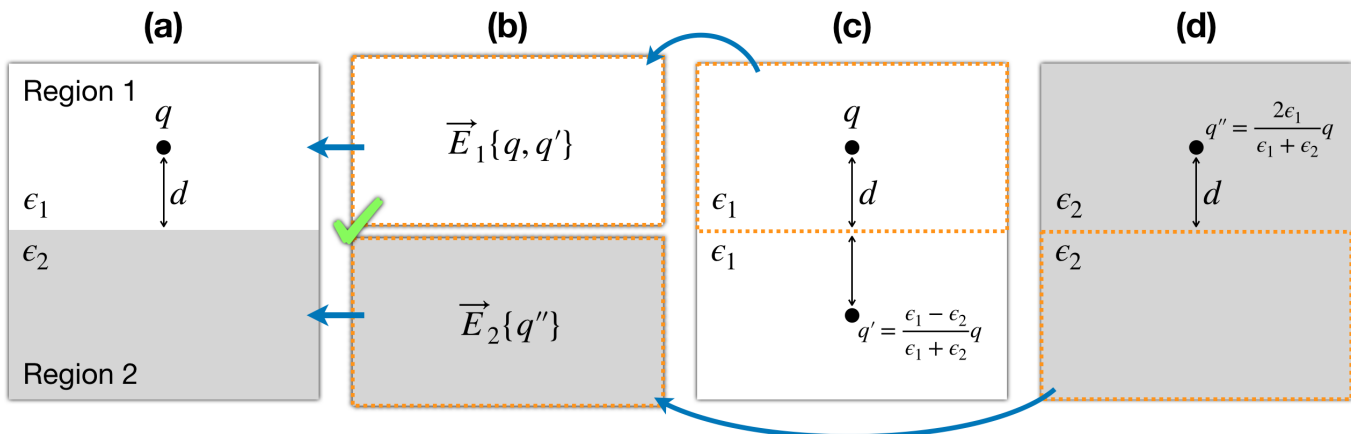 (a)
(b)
(c)
(d)
Region 1
q
d
ϵ₁
ϵ₂
Region 2
E⃗₁{q, q′}
E⃗₂{q″}
q
d
ϵ₁
ϵ₁
q′ = (ϵ₁ − ϵ₂)/(ϵ₁ + ϵ₂) q
q″ = 2ϵ₁/(ϵ₁ + ϵ₂) q
d
ϵ₂
ϵ₂